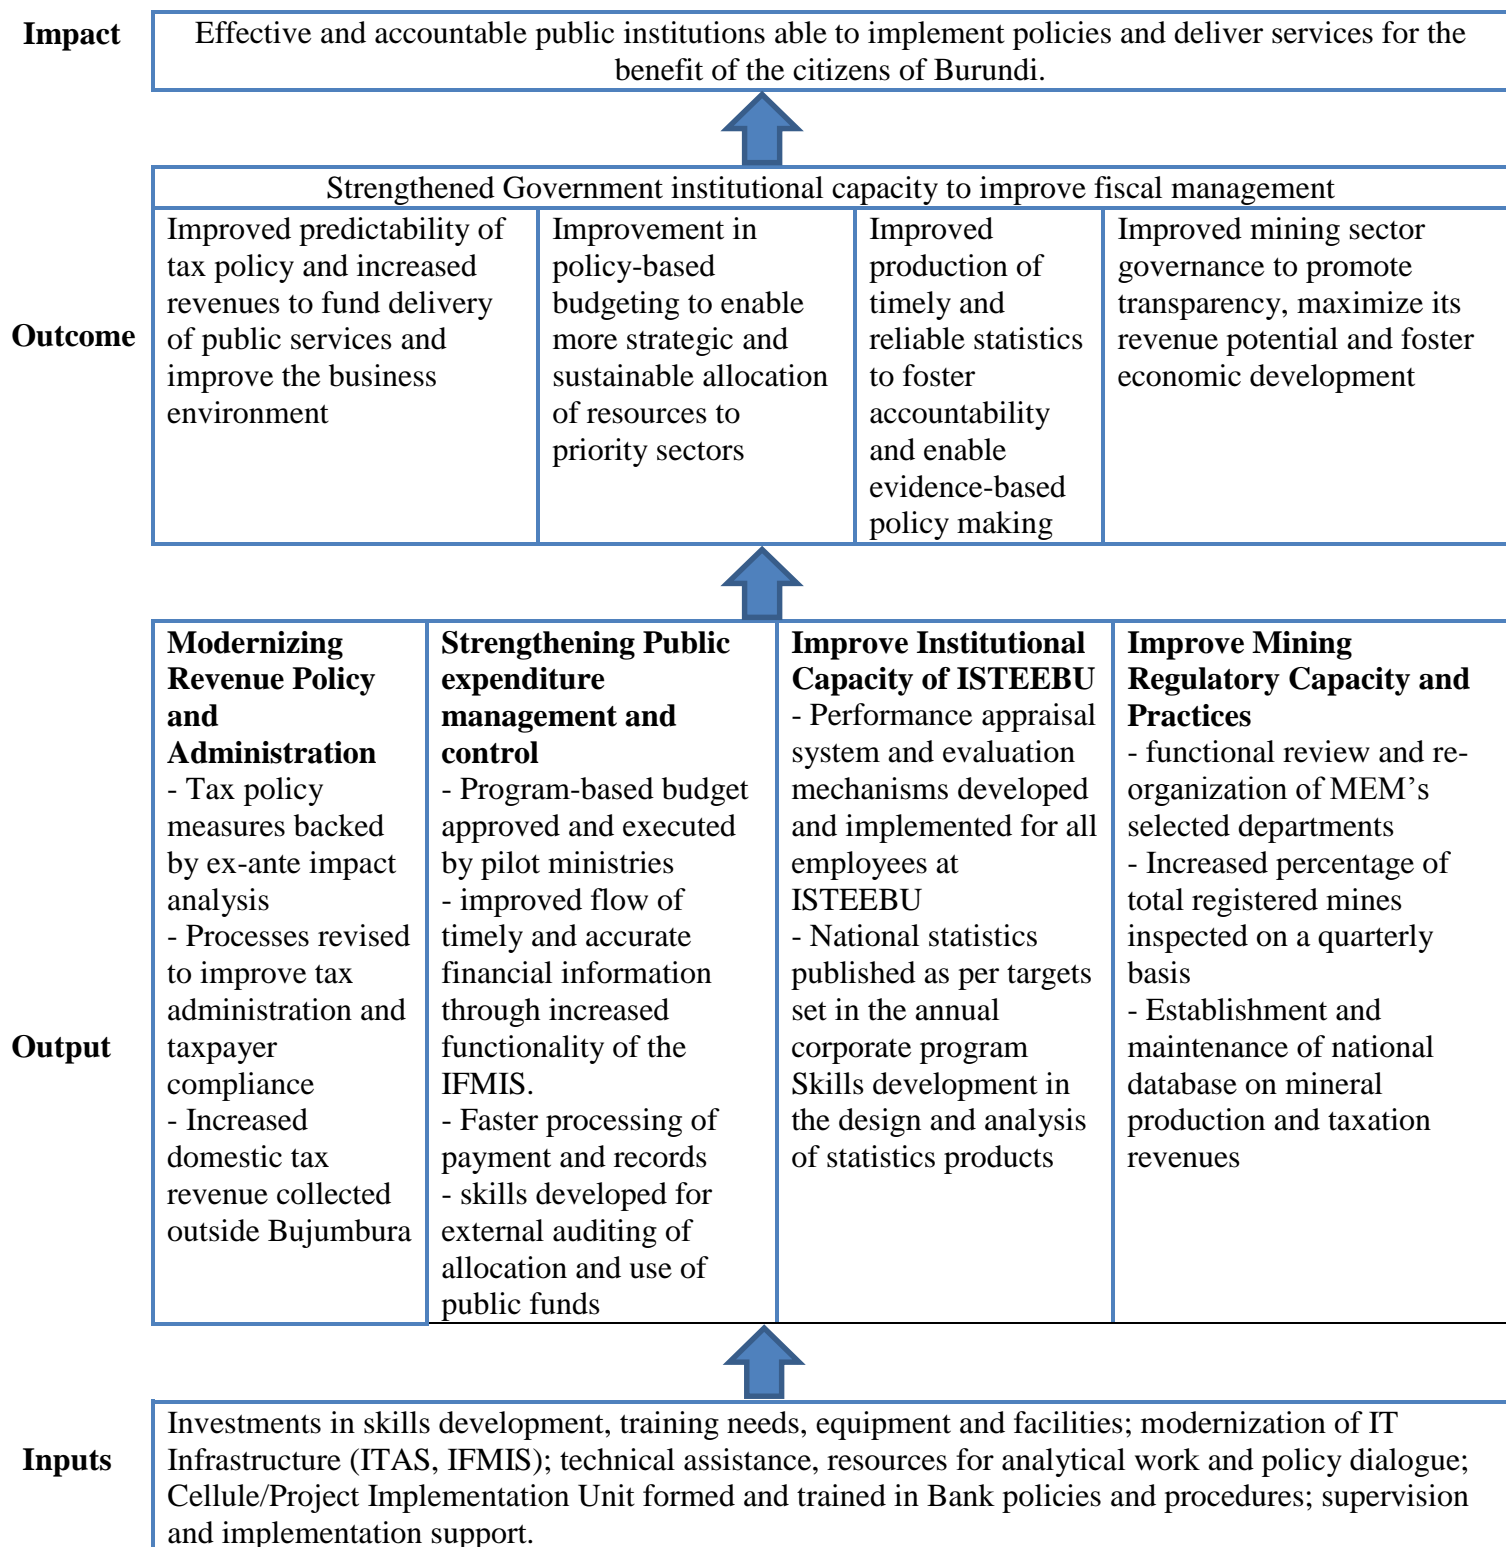 Impact
Effective and accountable public institutions able to implement policies and deliver services for the
benefit of the citizens of Burundi.
Strengthened Government institutional capacity to improve fiscal management
Outcome
Improved predictability of
tax policy and increased
revenues to fund delivery
of public services and
improve the business
environment
Improvement in
policy-based
budgeting to enable
more strategic and
sustainable allocation
of resources to
priority sectors
Improved
production of
timely and
reliable statistics
to foster
accountability
and enable
evidence-based
policy making
Improved mining sector
governance to promote
transparency, maximize its
revenue potential and foster
economic development
Output
Modernizing
Revenue Policy
and
Administration
- Tax policy
measures backed
by ex-ante impact
analysis
- Processes revised
to improve tax
administration and
taxpayer
compliance
- Increased
domestic tax
revenue collected
outside Bujumbura
Strengthening Public
expenditure
management and
control
- Program-based budget
approved and executed
by pilot ministries
- improved flow of
timely and accurate
financial information
through increased
functionality of the
IFMIS.
- Faster processing of
payment and records
- skills developed for
external auditing of
allocation and use of
public funds
Improve Institutional
Capacity of ISTEEBU
- Performance appraisal
system and evaluation
mechanisms developed
and implemented for all
employees at
ISTEEBU
- National statistics
published as per targets
set in the annual
corporate program
Skills development in
the design and analysis
of statistics products
Improve Mining
Regulatory Capacity and
Practices
- functional review and re-
organization of MEM’s
selected departments
- Increased percentage of
total registered mines
inspected on a quarterly
basis
- Establishment and
maintenance of national
database on mineral
production and taxation
revenues
Inputs
Investments in skills development, training needs, equipment and facilities; modernization of IT
Infrastructure (ITAS, IFMIS); technical assistance, resources for analytical work and policy dialogue;
Cellule/Project Implementation Unit formed and trained in Bank policies and procedures; supervision
and implementation support.